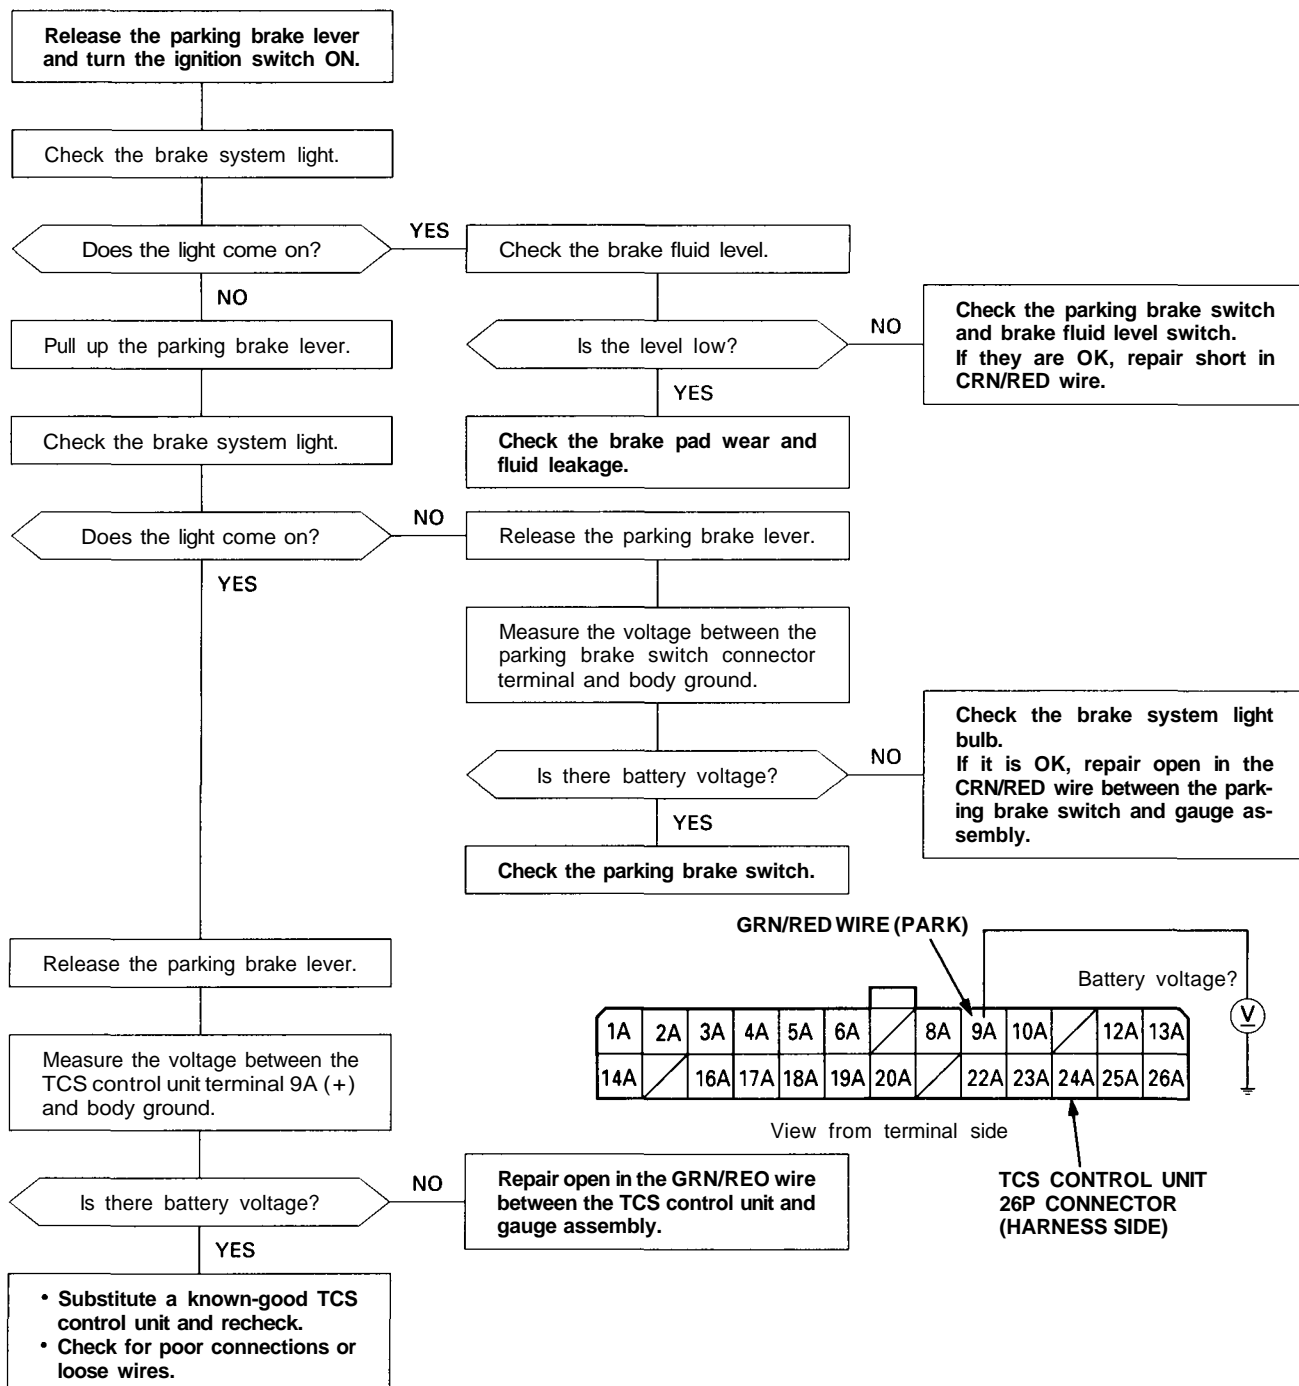 Release the parking brake lever
and turn the ignition switch ON.
Check the brake system light.
Does the light come on?
YES
Check the brake fluid level.
NO
Is the level low?
NO
Check the parking brake switch
and brake fluid level switch.
If they are OK, repair short in
CRN/RED wire.
YES
Check the brake pad wear and
fluid leakage.
Pull up the parking brake lever.
Check the brake system light.
Does the light come on?
NO
Release the parking brake lever.
YES
Measure the voltage between the
parking brake switch connector
terminal and body ground.
Is there battery voltage?
NO
Check the brake system light
bulb.
If it is OK, repair open in the
CRN/RED wire between the park-
ing brake switch and gauge as-
sembly.
YES
Check the parking brake switch.
Release the parking brake lever.
Measure the voltage between the
TCS control unit terminal 9A (+)
and body ground.
Is there battery voltage?
NO
Repair open in the GRN/REO wire
between the TCS control unit and
gauge assembly.
YES
• Substitute a known-good TCS
control unit and recheck.
• Check for poor connections or
loose wires.
GRN/RED WIRE (PARK)
Battery voltage?
V
1A 2A 3A 4A 5A 6A 8A 9A 10A 12A 13A
14A 16A 17A 18A 19A 20A 22A 23A 24A 25A 26A
View from terminal side
TCS CONTROL UNIT
26P CONNECTOR
(HARNESS SIDE)